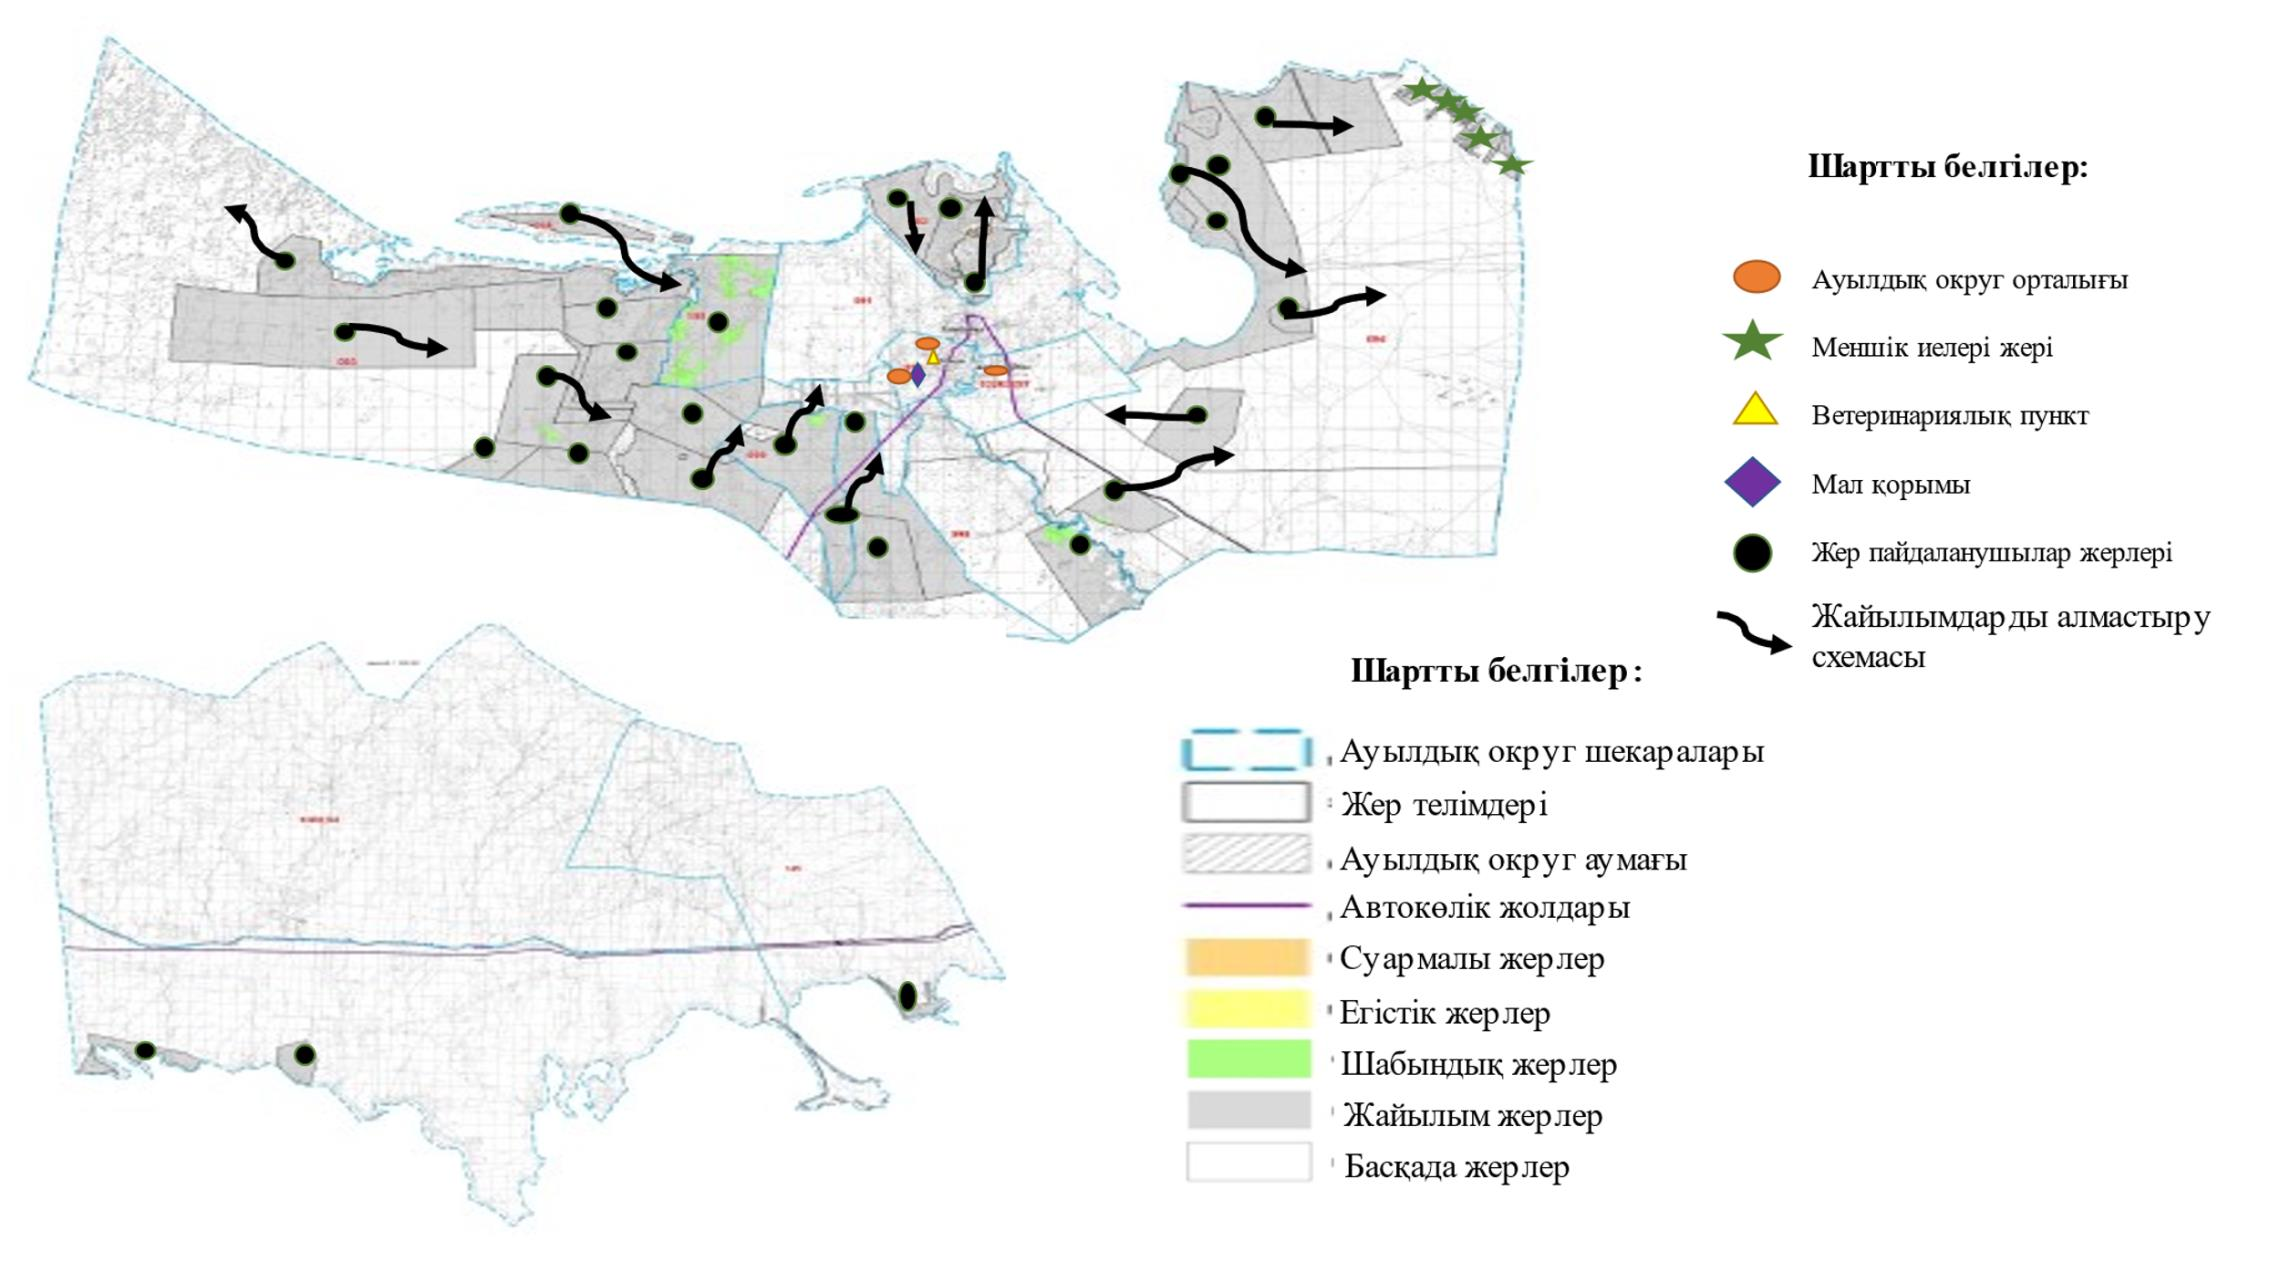 Шартты белгілер:
Ауылдық округ орталығы
Меншік иелері жері
Ветеринариялық пункт
Мал қорымы
Жер пайдаланушылар жерлері
Жайылымдарды алмастыру
схемасы
Шартты белгілер:
Ауылдық округ шекаралары
Жер телімдері
Ауылдық округ аумағы
Автокөлік жолдары
Суармалы жерлер
Егістік жерлер
Шабындық жерлер
Жайылым жерлер
Басқада жерлер